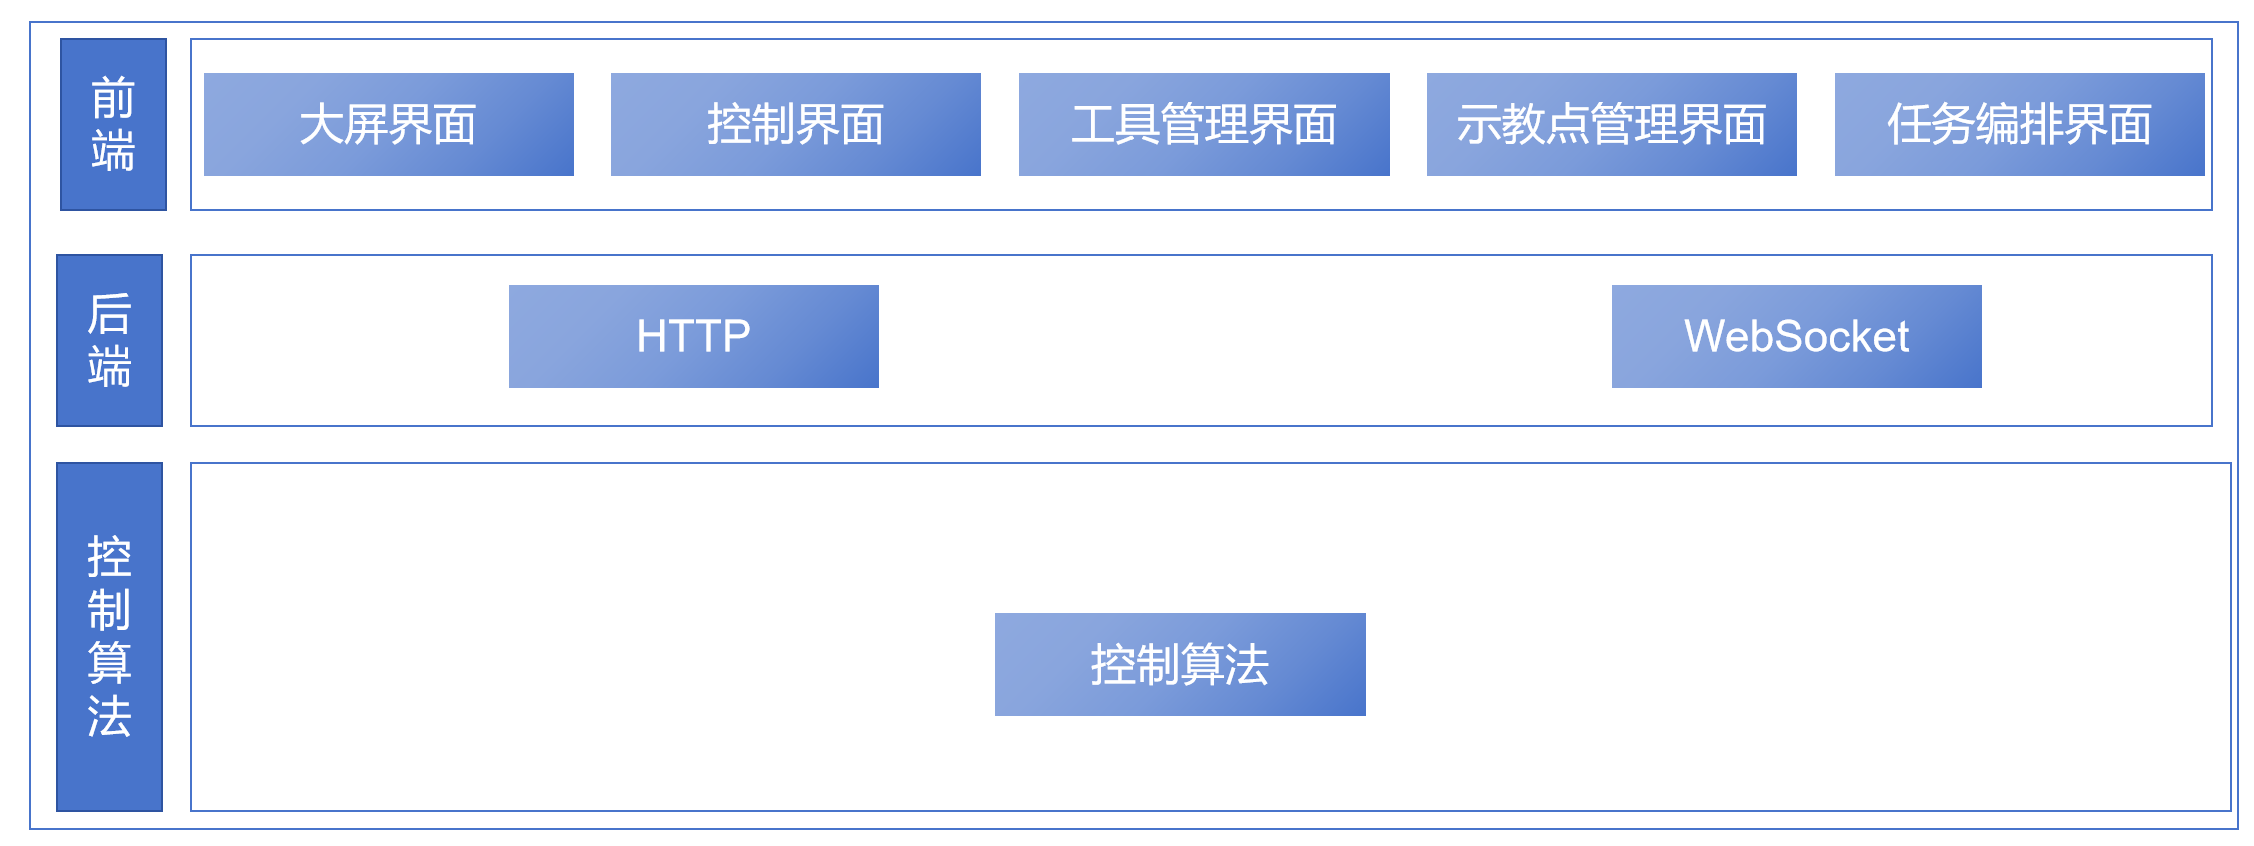 前端
大屏界面
控制界面
工具管理界面
示教点管理界面
任务编排界面
后端
HTTP
WebSocket
控制算法
控制算法